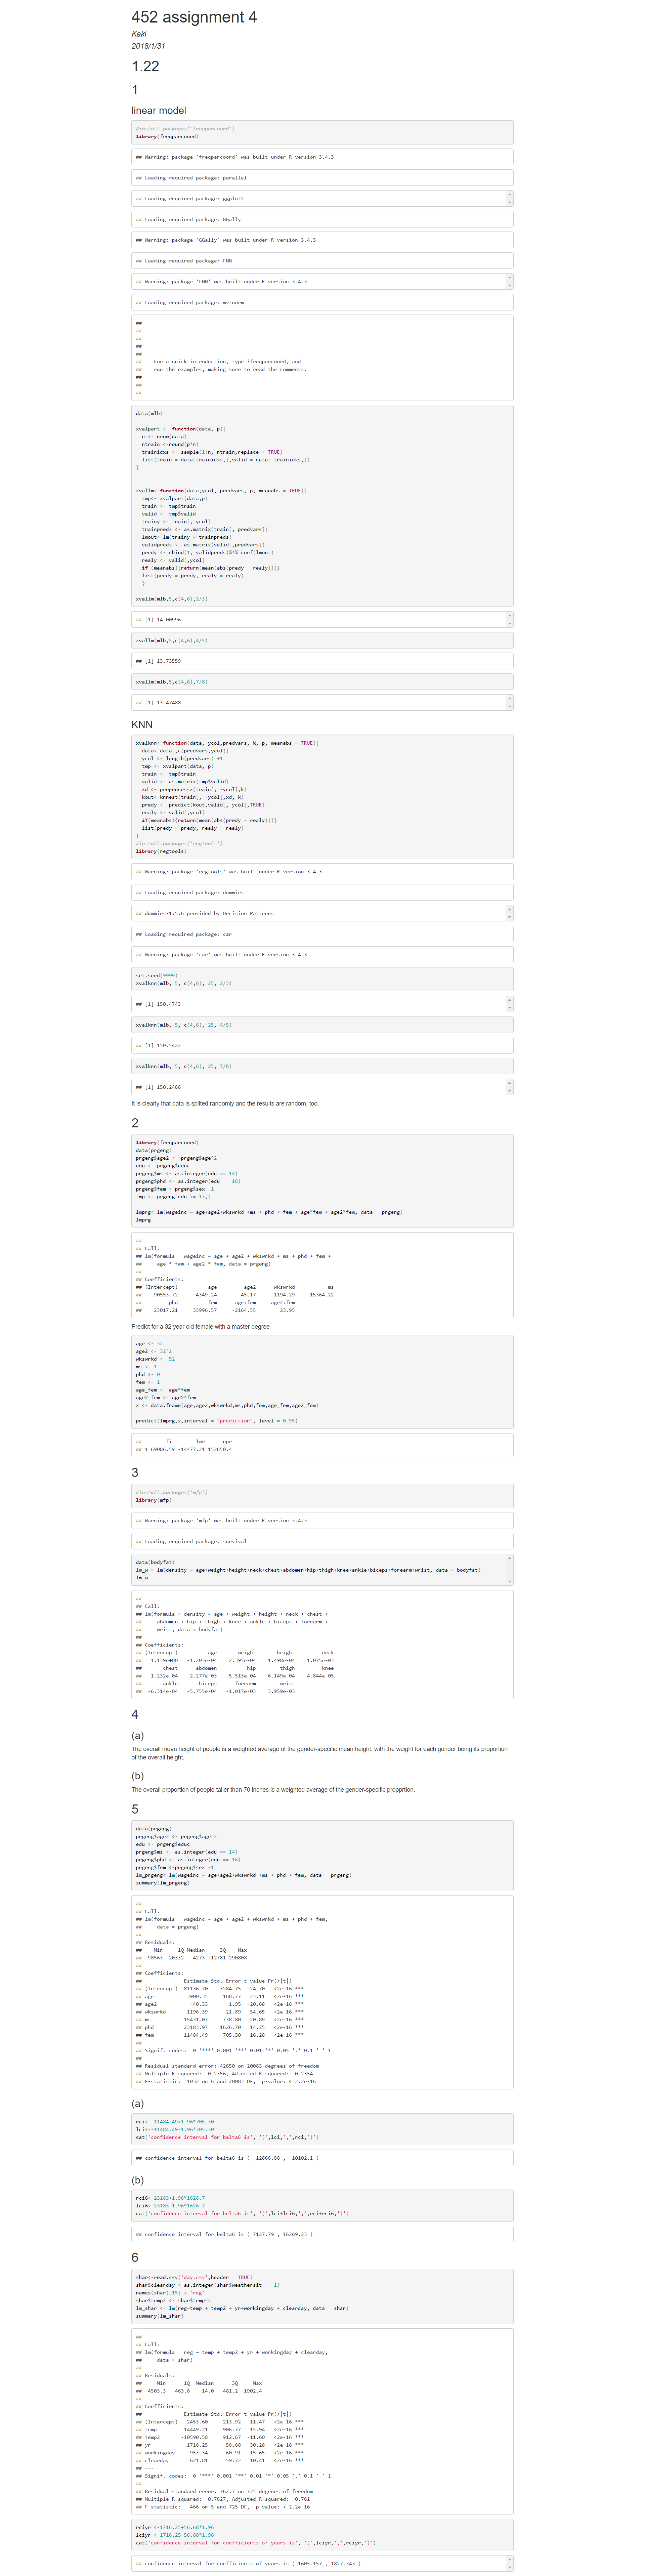 452 assignment 4
Kaki
2018/1/31
1.22
1
linear model
#install.packages('freqparcoord')
library(freqparcoord)
## Warning: package 'freqparcoord' was built under R version 3.4.3
## Loading required package: parallel
## Loading required package: ggplot2
## Loading required package: GGally
## Warning: package 'GGally' was built under R version 3.4.3
## Loading required package: FNN
## Warning: package 'FNN' was built under R version 3.4.3
## Loading required package: mvtnorm
##
##
##
##
##
##    For a quick introduction, type ?freqparcoord, and
##    run the examples, making sure to read the comments.
##
##
##
data(mlb)
xvalpart <- function(data, p){
n <- nrow(data)
ntrain <-round(p*n)
trainidxs <- sample(1:n, ntrain,replace = TRUE)
list(train = data[trainidxs,],valid = data[-trainidxs,])
}
xvallm<-function(data,ycol, predvars, p, meanabs = TRUE){
tmp<- xvalpart(data,p)
train <- tmp$train
valid <- tmp$valid
trainy <- train[, ycol]
trainpreds <- as.matrix(train[, predvars])
lmout<-lm(trainy ~ trainpreds)
validpreds <- as.matrix(valid[,predvars])
predy <- cbind(1, validpreds)%*% coef(lmout)
realy <- valid[,ycol]
if (meanabs)(return(mean(abs(predy - realy))))
list(predy = predy, realy = realy)
}
xvallm(mlb,5,c(4,6),2/3)
## [1] 14.00996
xvallm(mlb,5,c(4,6),4/5)
## [1] 13.73559
xvallm(mlb,5,c(4,6),7/8)
## [1] 13.47488
KNN
xvalknn<-function(data, ycol,predvars, k, p, meanabs = TRUE){
data<-data[,c(predvars,ycol)]
ycol <- length(predvars) +1
tmp <- xvalpart(data, p)
train <- tmp$train
valid <- as.matrix(tmp$valid)
xd <- preprocessx(train[, -ycol],k)
kout<-knnest(train[, -ycol],xd, k)
predy <- predict(kout,valid[,-ycol],TRUE)
realy <- valid[,ycol]
if(meanabs)(return(mean(abs(predy - realy))))
list(predy = predy, realy = realy)
}
#install.packages('regtools')
library(regtools)
## Warning: package 'regtools' was built under R version 3.4.3
## Loading required package: dummies
## dummies-1.5.6 provided by Decision Patterns
## Loading required package: car
## Warning: package 'car' was built under R version 3.4.3
set.seed(9999)
xvalknn(mlb, 5, c(4,6), 25, 2/3)
## [1] 150.4743
xvalknn(mlb, 5, c(4,6), 25, 4/5)
## [1] 150.5422
xvalknn(mlb, 5, c(4,6), 25, 7/8)
## [1] 150.2488
It is clearly that data is splited randomly and the results are random, too.
2
library(freqparcoord)
data(prgeng)
prgeng$age2 <- prgeng$age^2
edu <- prgeng$educ
prgeng$ms <- as.integer(edu == 14)
prgeng$phd <- as.integer(edu == 16)
prgeng$fem <-prgeng$sex -1
tmp <- prgeng[edu >= 13,]
lmprg<-lm(wageinc ~ age+age2+wkswrkd +ms + phd + fem + age*fem + age2*fem, data = prgeng)
lmprg
##
## Call:
## lm(formula = wageinc ~ age + age2 + wkswrkd + ms + phd + fem +
##     age * fem + age2 * fem, data = prgeng)
##
## Coefficients:
## (Intercept)          age         age2      wkswrkd           ms
##   -90553.72      4349.24       -45.17      1194.29     15364.22
##         phd          fem      age:fem     age2:fem
##    23017.21     33996.57     -2164.55        23.95
Predict for a 32 year old female with a master degree
age <- 32
age2 <- 32^2
wkswrkd <- 52
ms <- 1
phd <- 0
fem <- 1
age_fem <- age*fem
age2_fem <- age2*fem
x <- data.frame(age,age2,wkswrkd,ms,phd,fem,age_fem,age2_fem)
predict(lmprg,x,interval = "prediction", level = 0.95)
##        fit       lwr      upr
## 1 69086.59 -14477.21 152650.4
3
#install.packages('mfp')
library(mfp)
## Warning: package 'mfp' was built under R version 3.4.3
## Loading required package: survival
data(bodyfat)
lm_w = lm(density ~ age+weight+height+neck+chest+abdomen+hip+thigh+knee+ankle+biceps+forearm+wrist, data = bodyfat)
lm_w
##
## Call:
## lm(formula = density ~ age + weight + height + neck + chest +
##     abdomen + hip + thigh + knee + ankle + biceps + forearm +
##     wrist, data = bodyfat)
##
## Coefficients:
## (Intercept)          age       weight       height         neck
##   1.139e+00   -1.203e-04    2.395e-04    1.498e-04    1.075e-03
##       chest      abdomen          hip        thigh         knee
##   1.232e-04   -2.277e-03    5.513e-04   -6.149e-04   -4.844e-05
##       ankle       biceps      forearm        wrist
##  -6.314e-04   -5.755e-04   -1.017e-03    3.959e-03
4
(a)
The overall mean height of people is a weighted average of the gender-specific mean height, with the weight for each gender being its proportion
of the overall height.
(b)
The overall proportion of people taller than 70 inches is a weighted average of the gender-specific propprtion.
5
data(prgeng)
prgeng$age2 <- prgeng$age^2
edu <- prgeng$educ
prgeng$ms <- as.integer(edu == 14)
prgeng$phd <- as.integer(edu == 16)
prgeng$fem <-prgeng$sex -1
lm_prgeng<-lm(wageinc ~ age+age2+wkswrkd +ms + phd + fem, data = prgeng)
summary(lm_prgeng)
##
## Call:
## lm(formula = wageinc ~ age + age2 + wkswrkd + ms + phd + fem,
##     data = prgeng)
##
## Residuals:
##    Min     1Q Median     3Q    Max
## -98563 -20332  -4273  12781 290808
##
## Coefficients:
##              Estimate Std. Error t value Pr(>|t|)
## (Intercept) -81136.70    3284.75  -24.70   <2e-16 ***
## age           3900.35     168.77   23.11   <2e-16 ***
## age2           -40.33       1.95  -20.68   <2e-16 ***
## wkswrkd       1196.39      21.89   54.65   <2e-16 ***
## ms           15431.07     738.80   20.89   <2e-16 ***
## phd          23183.97    1626.70   14.25   <2e-16 ***
## fem         -11484.49     705.30  -16.28   <2e-16 ***
## ---
## Signif. codes:  0 '***' 0.001 '**' 0.01 '*' 0.05 '.' 0.1 ' ' 1
##
## Residual standard error: 42650 on 20083 degrees of freedom
## Multiple R-squared:  0.2356, Adjusted R-squared:  0.2354
## F-statistic:  1032 on 6 and 20083 DF,  p-value: < 2.2e-16
(a)
rci<--11484.49+1.96*705.30
lci<--11484.49-1.96*705.30
cat('confidence interval for belta6 is', '(',lci,',',rci,')')
## confidence interval for belta6 is ( -12866.88 , -10102.1 )
(b)
rci6<-23183+1.96*1626.7
lci6<-23183-1.96*1626.7
cat('confidence interval for belta6 is', '(',lci+lci6,',',rci+rci6,')')
## confidence interval for belta6 is ( 7127.79 , 16269.23 )
6
shar<-read.csv('day.csv',header = TRUE)
shar$clearday <-as.integer(shar$weathersit == 1)
names(shar)[15] <-'reg'
shar$temp2 <- shar$temp^2
lm_shar <- lm(reg~temp + temp2 + yr+workingday + clearday, data = shar)
summary(lm_shar)
##
## Call:
## lm(formula = reg ~ temp + temp2 + yr + workingday + clearday,
##     data = shar)
##
## Residuals:
##     Min      1Q  Median      3Q     Max
## -4503.3  -463.8    14.0   481.2  1902.4
##
## Coefficients:
##              Estimate Std. Error t value Pr(>|t|)
## (Intercept)  -2453.60     213.92  -11.47   <2e-16 ***
## temp         14449.21     906.77   15.94   <2e-16 ***
## temp2       -10590.58     912.67  -11.60   <2e-16 ***
## yr            1716.25      56.68   30.28   <2e-16 ***
## workingday     953.34      60.91   15.65   <2e-16 ***
## clearday       621.81      59.72   10.41   <2e-16 ***
## ---
## Signif. codes:  0 '***' 0.001 '**' 0.01 '*' 0.05 '.' 0.1 ' ' 1
##
## Residual standard error: 762.7 on 725 degrees of freedom
## Multiple R-squared:  0.7627, Adjusted R-squared:  0.761
## F-statistic:   466 on 5 and 725 DF,  p-value: < 2.2e-16
rciyr <-1716.25+56.68*1.96
lciyr <-1716.25-56.68*1.96
cat('confidence interval for coefficients of years is', '(',lciyr,',',rciyr,')')
## confidence interval for coefficients of years is ( 1605.157 , 1827.343 )